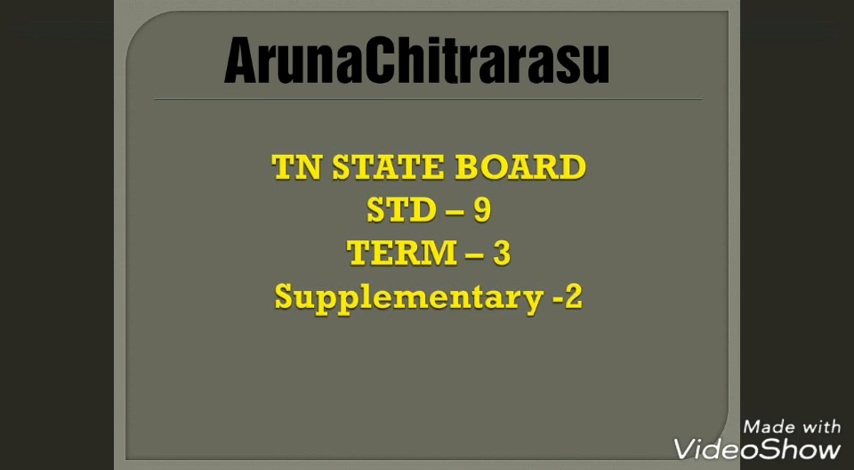 ArunaChitrarasu
TN STATE BOARD
STD – 9
TERM – 3
Supplementary -2
Made with
VideoShow